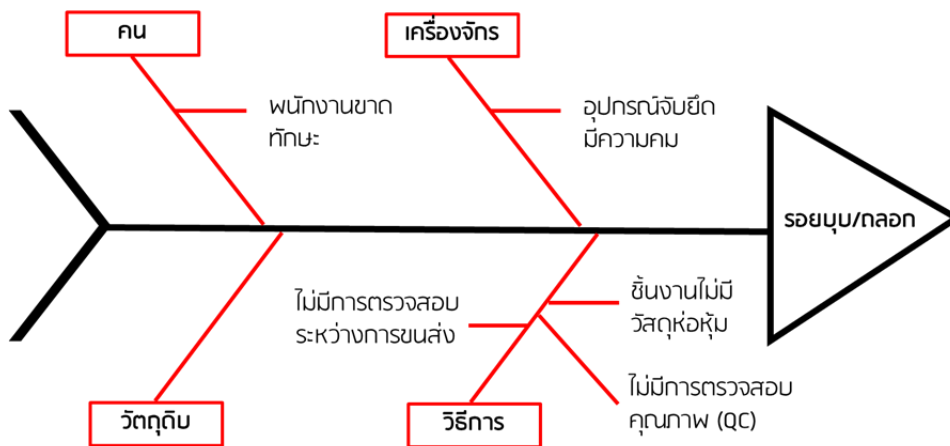 คน
เครื่องจักร
พนักงานขาด
ทักษะ
อุปกรณ์จับยึด
มีความคม
รอยบุบ/ถลอก
ไม่มีการตรวจสอบ
ระหว่างการขนส่ง
ชิ้นงานไม่มี
วัสดุห่อหุ้ม
ไม่มีการตรวจสอบ
คุณภาพ (QC)
วัตถุดิบ
วิธีการ